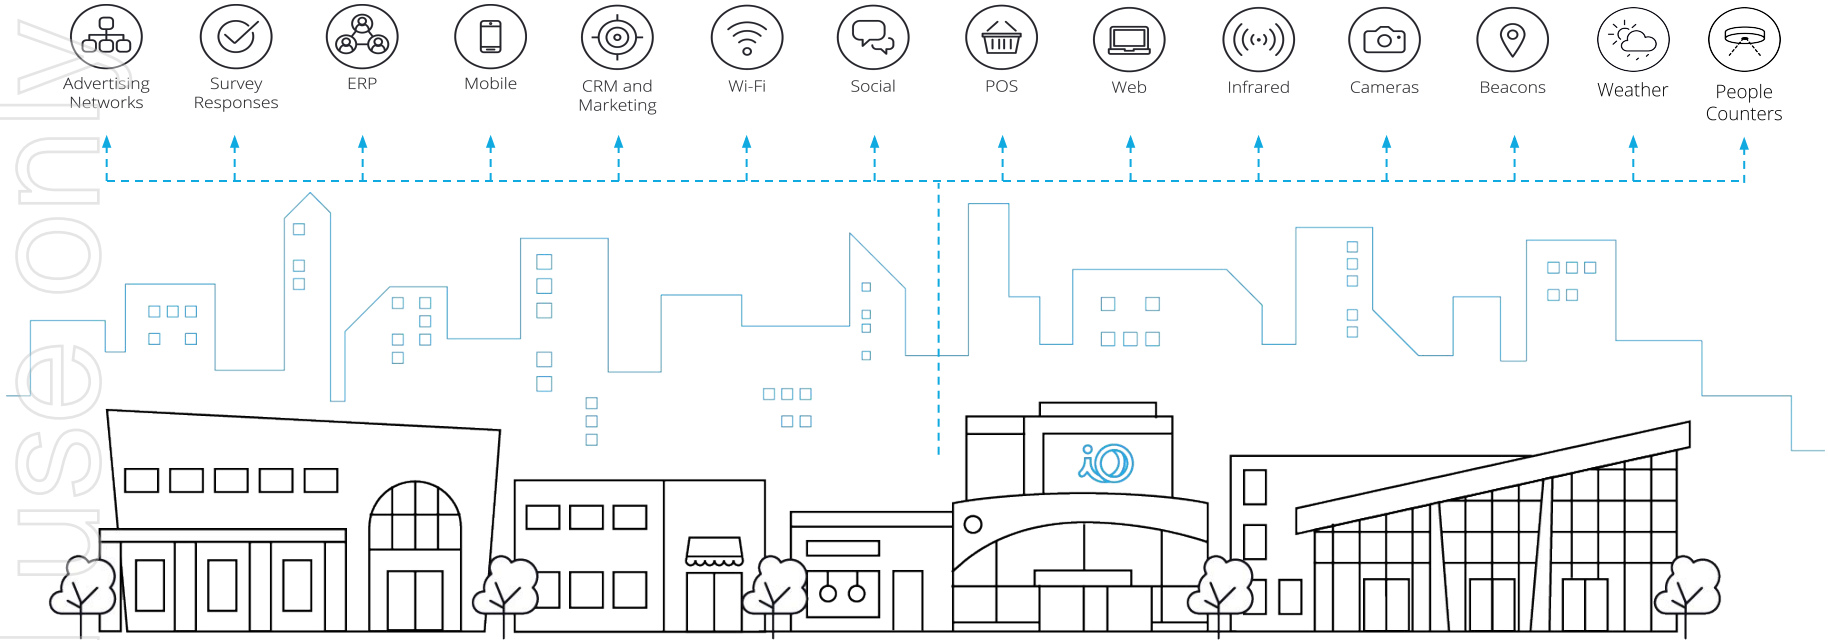 Advertising
Networks
Survey
Responses
ERP
Mobile
CRM and
Marketing
Wi-Fi
Social
POS
Web
Infrared
Cameras
Beacons
Weather
People
Counters
iO
use only